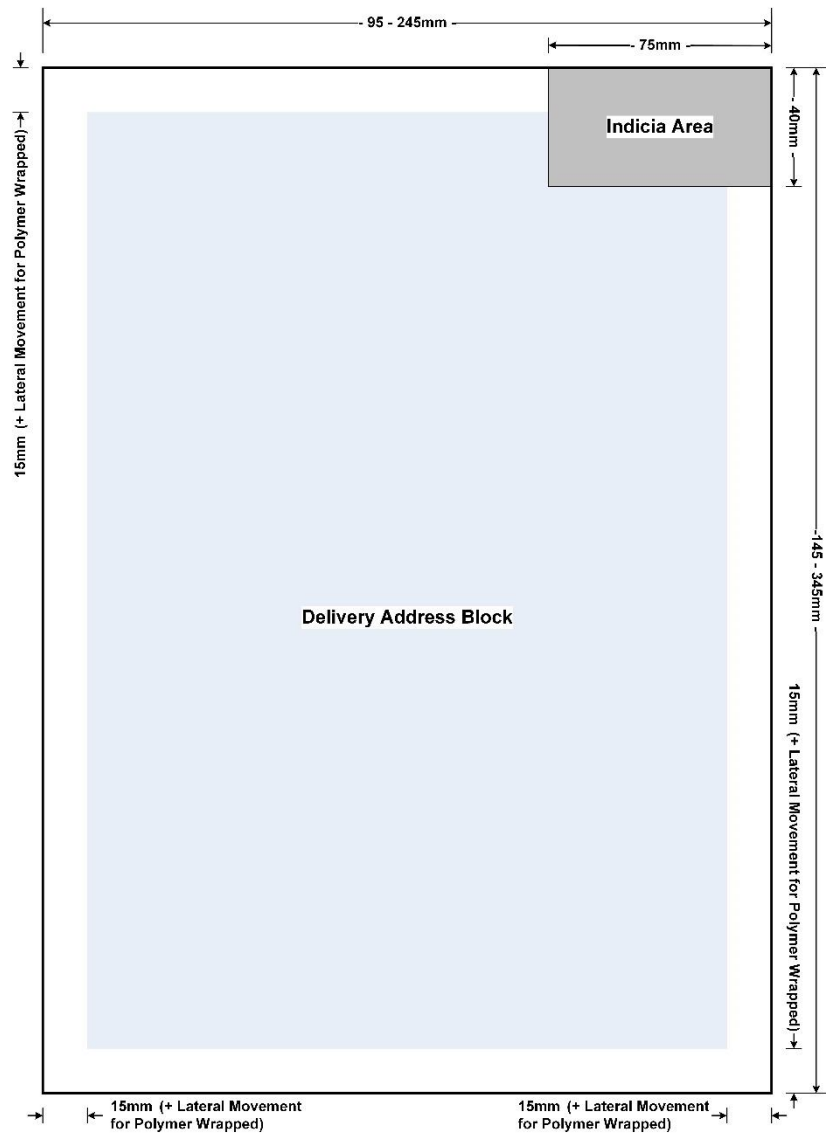 - 95 - 245mm -
- 75mm -
Indicia Area
- 40mm -
15mm (+ Lateral Movement for Polymer Wrapped)
Delivery Address Block
-145 - 345mm -
15mm (+ Lateral Movement for Polymer Wrapped)
15mm (+ Lateral Movement
for Polymer Wrapped)
15mm (+ Lateral Movement
for Polymer Wrapped)